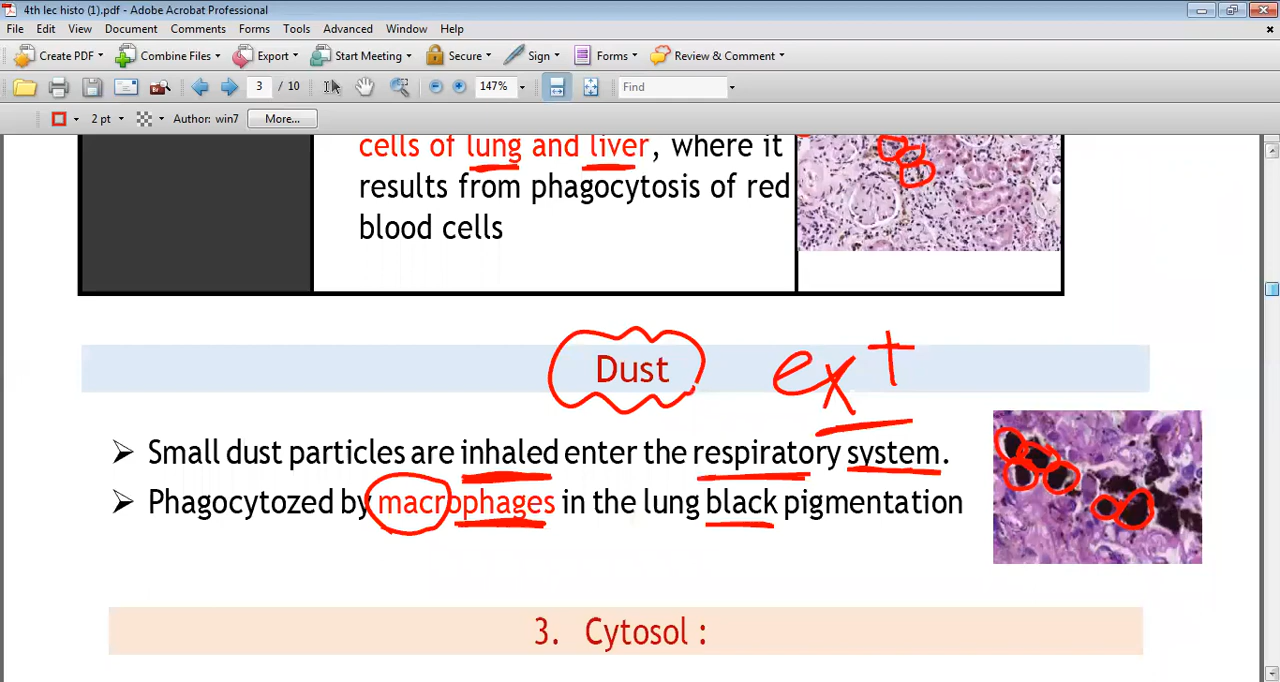 4th lec histo (1).pdf - Adobe Acrobat Professional
File Edit View Document Comments Forms Tools Advanced Window Help
Create PDF Combine Files Export Start Meeting Secure Sign Forms Review & Comment
3 / 10 147% Find
2 pt Author: win7 More...
cells of lung and liver, where it
results from phagocytosis of red
blood cells
Dust ext
Small dust particles are inhaled enter the respiratory system.
Phagocytozed by macrophages in the lung black pigmentation
3. Cytosol :